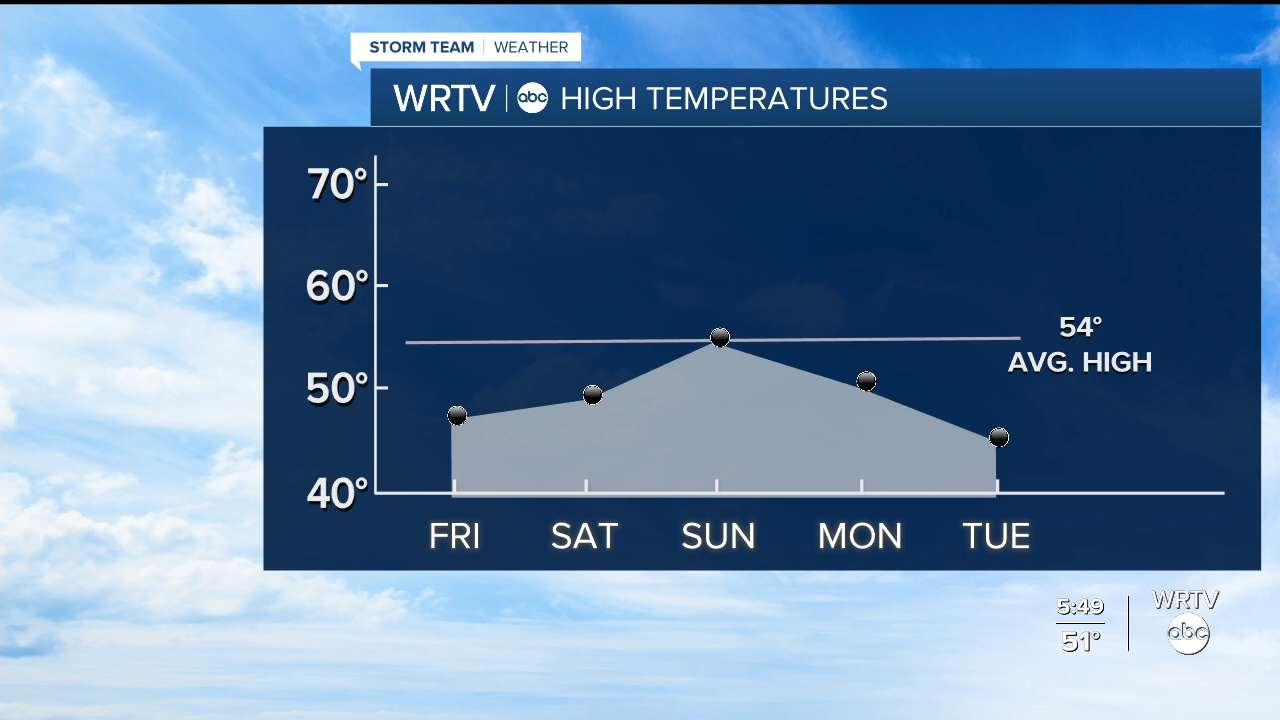 STORM TEAM | WEATHER
WRTV | abc HIGH TEMPERATURES
70°
60°
50°
40°
54°
AVG. HIGH
FRI SAT SUN MON TUE
5:49
51°
WRTV
abc